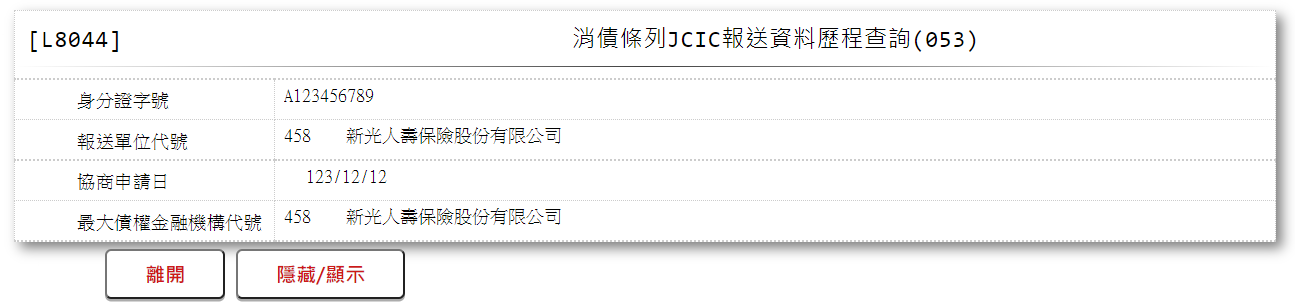 [L8044] 消債條列JCIC報送資料歷程查詢(053)
身分證字號 A123456789
報送單位代號 458 新光人壽保險股份有限公司
協商申請日 123/12/12
最大債權金融機構代號 458 新光人壽保險股份有限公司
離開 隱藏/顯示